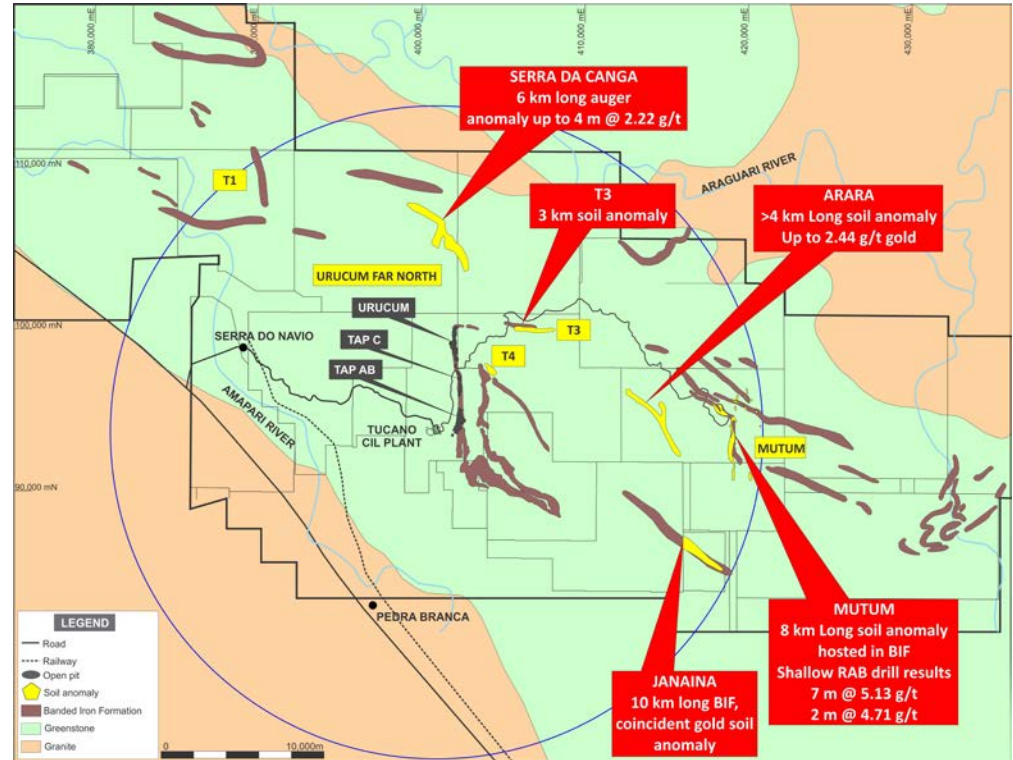 380,000 mE
400,000 mE
410,000 mE
420,000 mE
430,000 mE
SERRA DA CANGA
6 km long auger
anomaly up to 4 m @ 2.22 g/t
110,000 mN
T1
ARAGUARI RIVER
T3
3 km soil anomaly
ARARA
>4 km Long soil anomaly
Up to 2.44 g/t gold
URUCUM FAR NORTH
URUCUM
100,000 mN
SERRA DO NAVIO
TAP C
T3
T4
TAP AB
AMAPARI RIVER
TUCANO
CIL PLANT
MUTUM
90,000 mN
PEDRA BRANCA
MUTUM
8 km Long soil anomaly
hosted in BIF
Shallow RAB drill results
7 m @ 5.13 g/t
2 m @ 4.71 g/t
JANAINA
10 km long BIF,
coincident gold soil
anomaly
LEGEND
Road
Railway
Open pit
Soil anomaly
Banded Iron Formation
Greenstone
Granite
0
10,000m